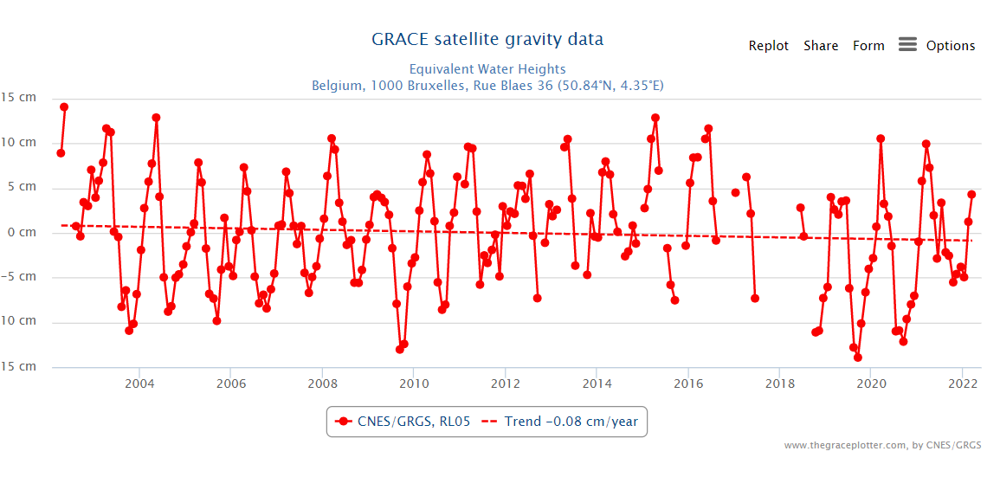 GRACE satellite gravity data
Replot Share Form Options
Equivalent Water Heights
Belgium, 1000 Bruxelles, Rue Blaes 36 (50.84°N, 4.35°E)
15 cm
10 cm
5 cm
0 cm
−5 cm
10 cm
15 cm
2004 2006 2008 2010 2012 2014 2016 2018 2020 2022
CNES/GRGS, RL05 Trend −0.08 cm/year
www.thegraceplotter.com, by CNES/GRGS